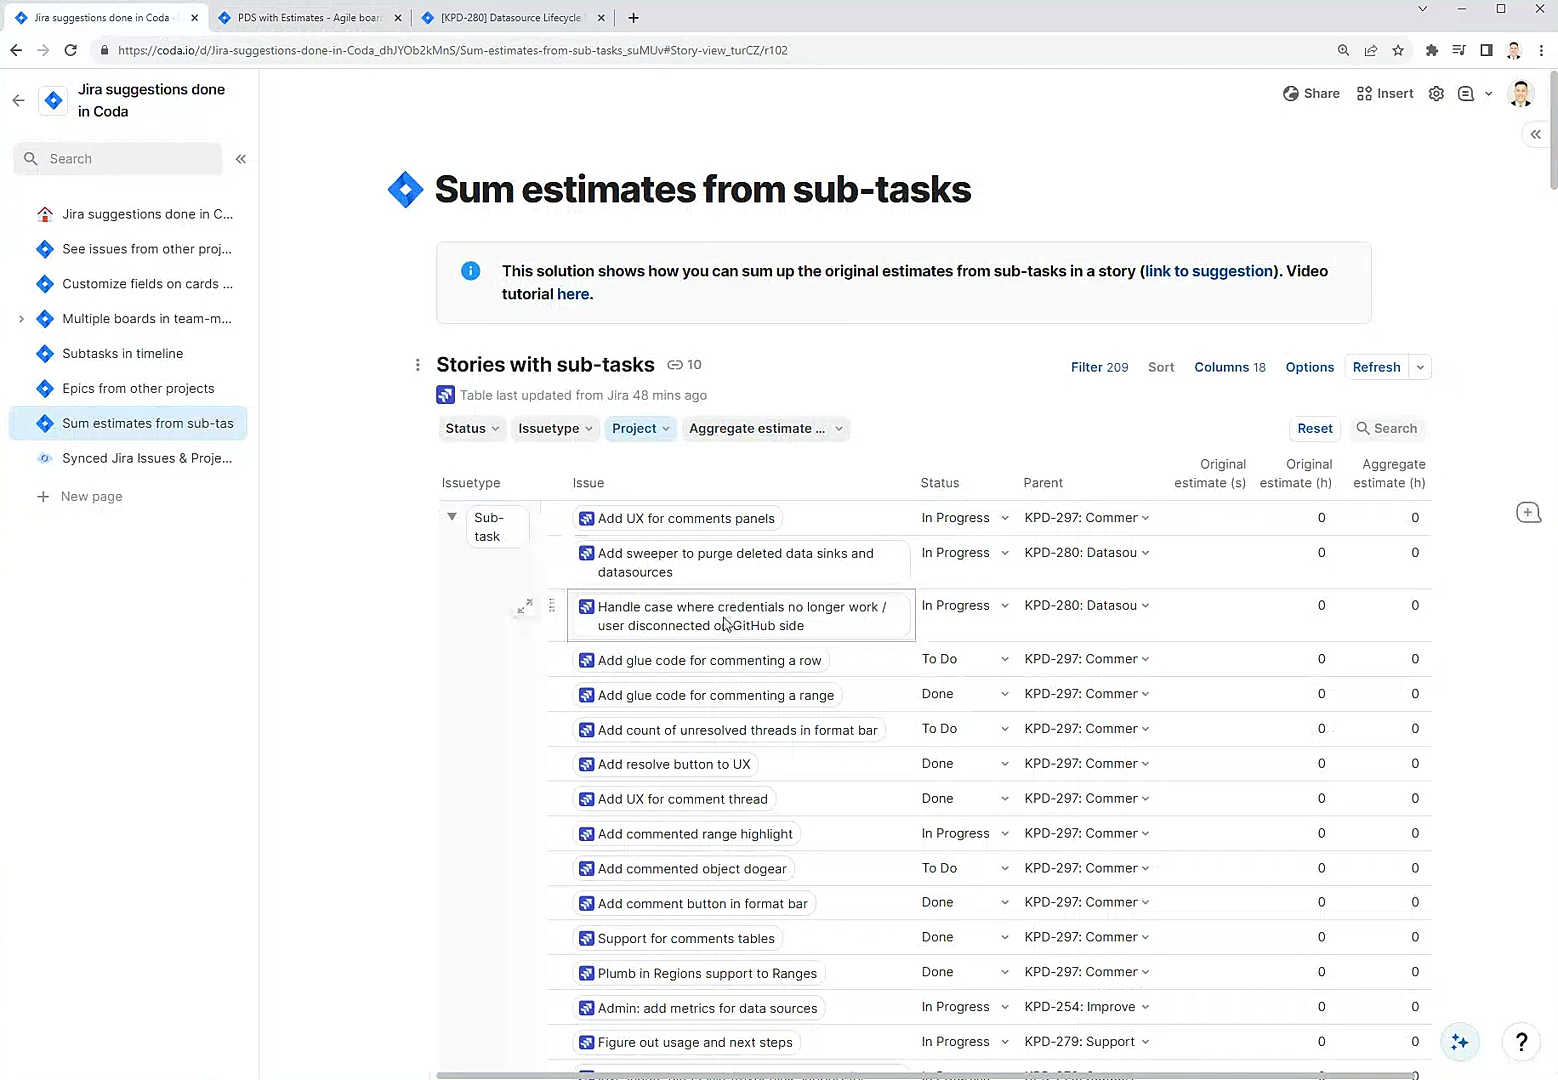 Jira suggestions done in Coda
PDS with Estimates - Agile boar
[KPD-280] Datasource Lifecycle
https://coda.io/d/Jira-suggestions-done-in-Coda_dhJYOb2kMnS/Sum-estimates-from-sub-tasks_suMUv#Story-view_turCZ/r102
Jira suggestions done
in Coda
Share
Insert
Search
Jira suggestions done in C...
See issues from other proj...
Customize fields on cards ...
Multiple boards in team-m...
Subtasks in timeline
Epics from other projects
Sum estimates from sub-tas
Synced Jira Issues & Proje...
New page
Sum estimates from sub-tasks
This solution shows how you can sum up the original estimates from sub-tasks in a story (link to suggestion). Video
tutorial here.
Stories with sub-tasks 10
Filter 209 Sort Columns 18 Options Refresh
Table last updated from Jira 48 mins ago
Status Issuetype Project Aggregate estimate ... Reset Search
Issuetype Issue Status Parent Original estimate (s) Original estimate (h) Aggregate estimate (h)
Sub-
task
Add UX for comments panels In Progress KPD-297: Commer 0 0
Add sweeper to purge deleted data sinks and In Progress KPD-280: Datasou 0 0
datasources
Handle case where credentials no longer work / In Progress KPD-280: Datasou 0 0
user disconnected on GitHub side
Add glue code for commenting a row To Do KPD-297: Commer 0 0
Add glue code for commenting a range Done KPD-297: Commer 0 0
Add count of unresolved threads in format bar To Do KPD-297: Commer 0 0
Add resolve button to UX Done KPD-297: Commer 0 0
Add UX for comment thread Done KPD-297: Commer 0 0
Add commented range highlight In Progress KPD-297: Commer 0 0
Add commented object dogear To Do KPD-297: Commer 0 0
Add comment button in format bar Done KPD-297: Commer 0 0
Support for comments tables Done KPD-297: Commer 0 0
Plumb in Regions support to Ranges Done KPD-297: Commer 0 0
Admin: add metrics for data sources In Progress KPD-254: Improve 0 0
Figure out usage and next steps In Progress KPD-279: Support 0 0
?